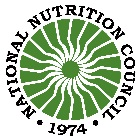 NATIONAL NUTRITION COUNCIL
• 1974 •